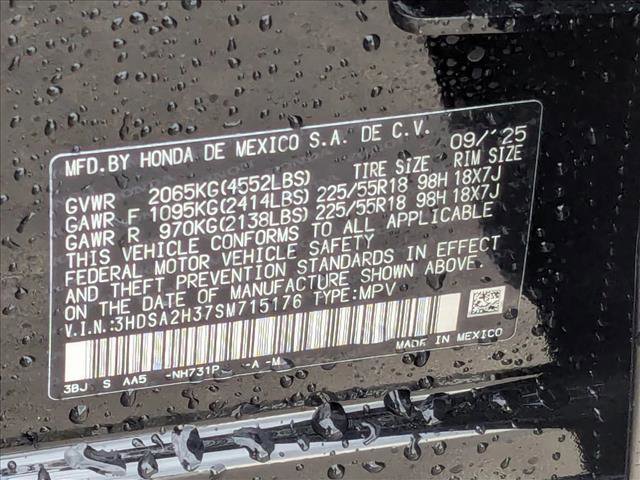 MFD.BY HONDA DE MEXICO S.A. DE C.V. 09/'25
TIRE SIZE RIM SIZE
GVWR 2065KG(4552LBS)
GAWR F 1095KG(2414LBS) 225/55R18 98H 18X7J
GAWR R 970KG(2138LBS) 225/55R18 98H 18X7J
THIS VEHICLE CONFORMS TO ALL APPLICABLE
FEDERAL MOTOR VEHICLE SAFETY
AND THEFT PREVENTION STANDARDS IN EFFECT
ON THE DATE OF MANUFACTURE SHOWN ABOVE.
V.I.N.:3HDSA2H37SM715176 TYPE:MPV
3BJ S AA5 -NH731P -A -M MADE IN MEXICO